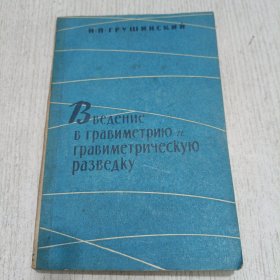 Н.П.ГРУШИНСКИЙ
Введение
в гравиметрию и
гравиметрическую
разведку